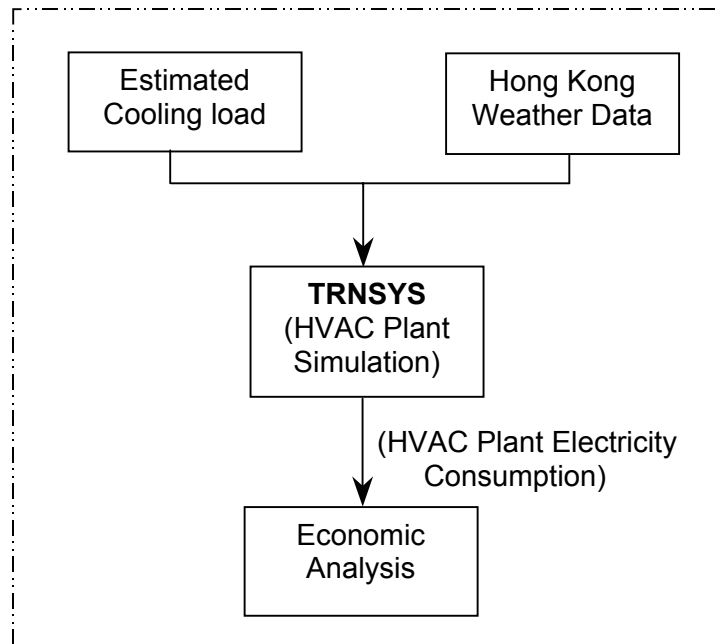 Estimated
Cooling load
Hong Kong
Weather Data
TRNSYS
(HVAC Plant
Simulation)
(HVAC Plant Electricity
Consumption)
Economic
Analysis